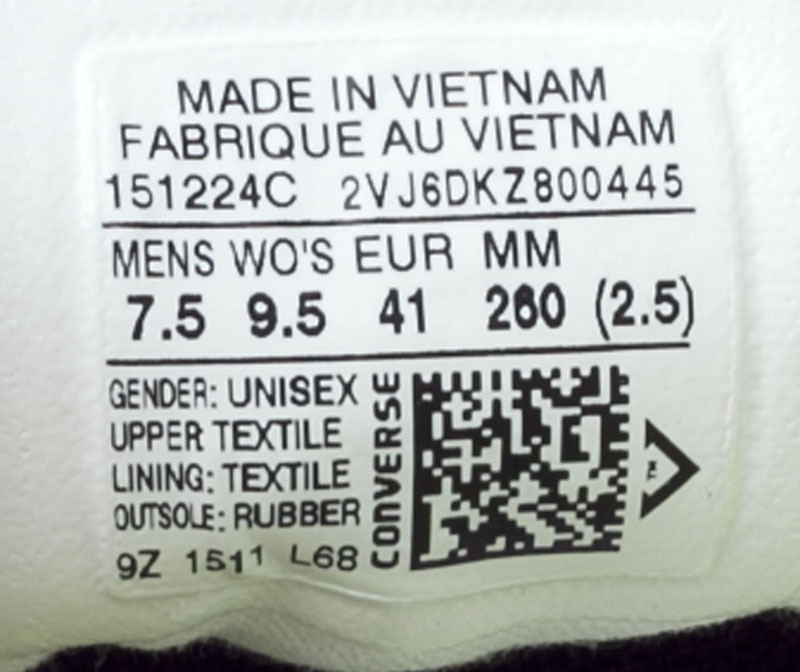 MADE IN VIETNAM
FABRIQUE AU VIETNAM
151224C 2VJ6DKZ800445
MENS WO'S EUR MM
7.5 9.5 41 260 (2.5)
GENDER: UNISEX
UPPER TEXTILE
LINING: TEXTILE
OUTSOLE: RUBBER
9Z 1511 L68
CONVERSE